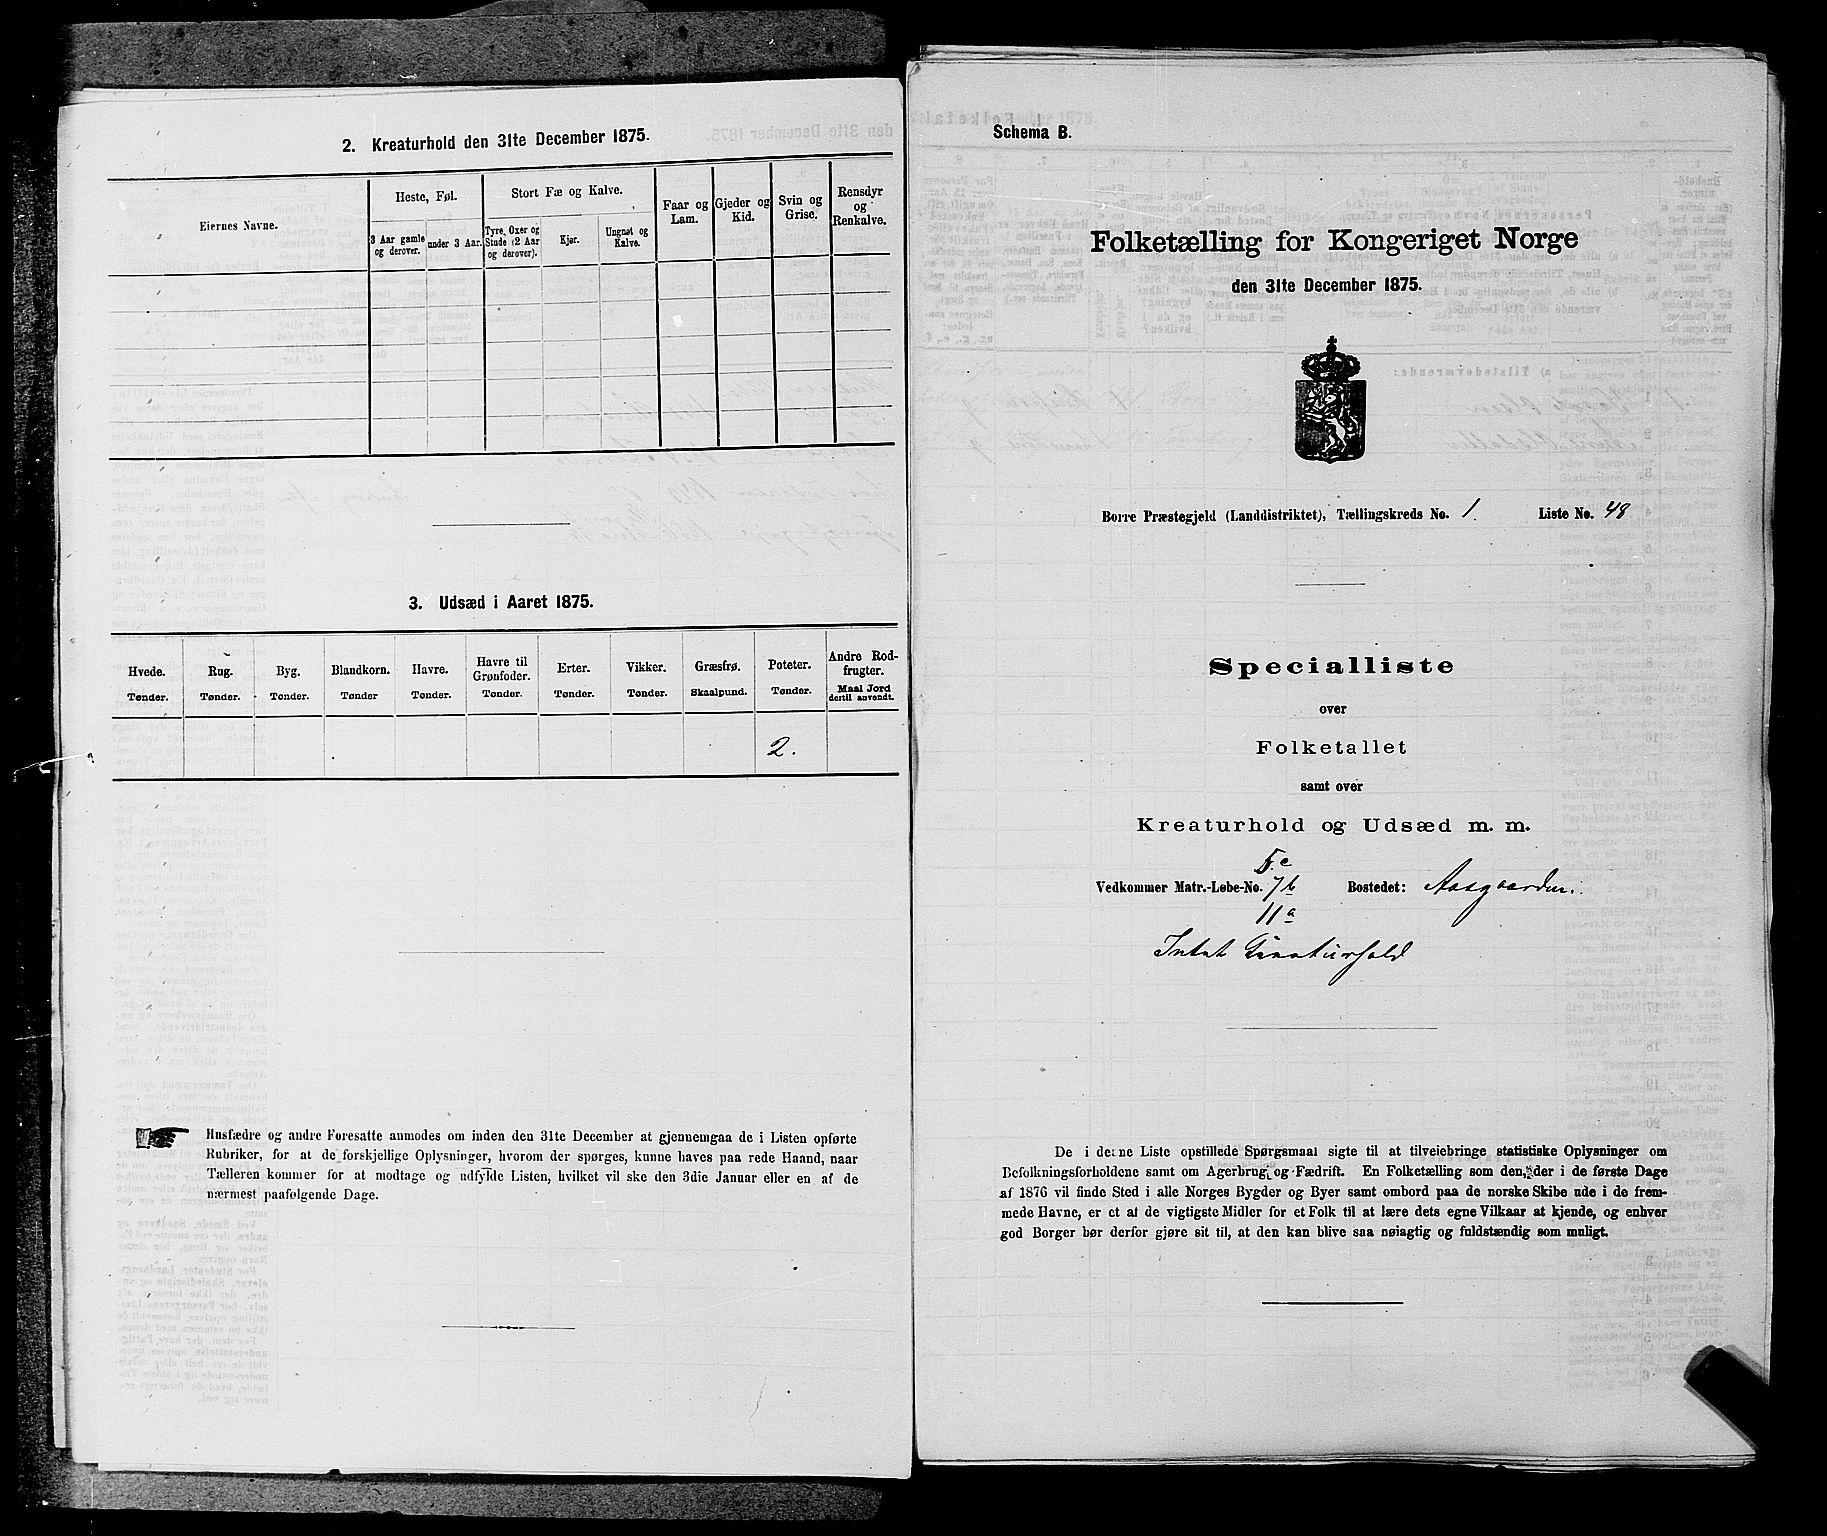 2. Kreaturhold den 31te December 1875.
Eiernes Navne.
Heste, Føl.
3 Aar gamle og derover.
under 3 Aar.
Stort Fæ og Kalve.
Tyre, Oxer og Stude (2 Aar og derover).
Kjør.
Ungnøt og Kalve.
Faar og Lam.
Gjeder og Kid.
Svin og Grise.
Rensdyr og Renkalve.
3. Udsæd i Aaret 1875.
Hvede. Rug. Byg. Blandkorn. Havre. Havre til Grønfoder. Erter. Vikker. Græsfrø. Poteter. Andre Rodfrugter.
Tønder. Tønder. Tønder. Tønder Tønder. Tønder. Tønder. Tønder. Skaalpund. Tønder. Maal Jord dertil anvendt.
2.
Husfædre og andre Foresatte anmodes om inden den 31te December at gjennemgaa de i Listen opførte
Rubriker, for at de forskjellige Oplysninger, hvorom der spørges, kunne haves paa rede Haand, naar
Tælleren kommer for at modtage og udfylde Listen, hvilket vil ske den 3die Januar eller en af de
nærmest paafølgende Dage.
Schema B.
Folketælling for Kongeriget Norge
den 31te December 1875.
Borre Præstegjeld (Landdistriktet), Tællingskreds No. 1. Liste No. 48
Specialliste
over
Folketallet
samt over
Kreaturhold og Udsæd m. m.
5c
Vedkommer Matr.-Løbe-No. 7b Bostedet: Aasgaarden.
11a
Intet Kreaturhold
De i denne Liste opstillede Spørgsmaal sigte til at tilveiebringe statistiske Oplysninger om
Befolkningsforholdene samt om Agerbrug og Fædrift. En Folketælling som den, der i de første Dage
af 1876 vil finde Sted i alle Norges Bygder og Byer samt ombord paa de norske Skibe ude i de frem-
mede Havne, er et af de vigtigste Midler for et Folk til at lære dets egne Vilkaar at kjende, og enhver
god Borger bør derfor gjøre sit til, at den kan blive saa nøiagtig og fuldstændig som muligt.